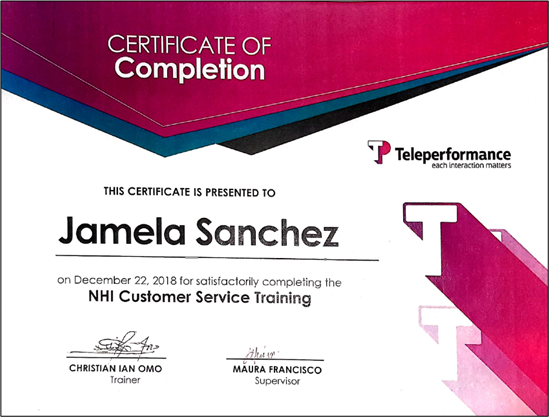 CERTIFICATE OF
Completion
Teleperformance
each interaction matters
THIS CERTIFICATE IS PRESENTED TO
Jamela Sanchez
on December 22, 2018 for satisfactorily completing the
NHI Customer Service Training
CHRISTIAN IAN OMO
Trainer
MAURA FRANCISCO
Supervisor